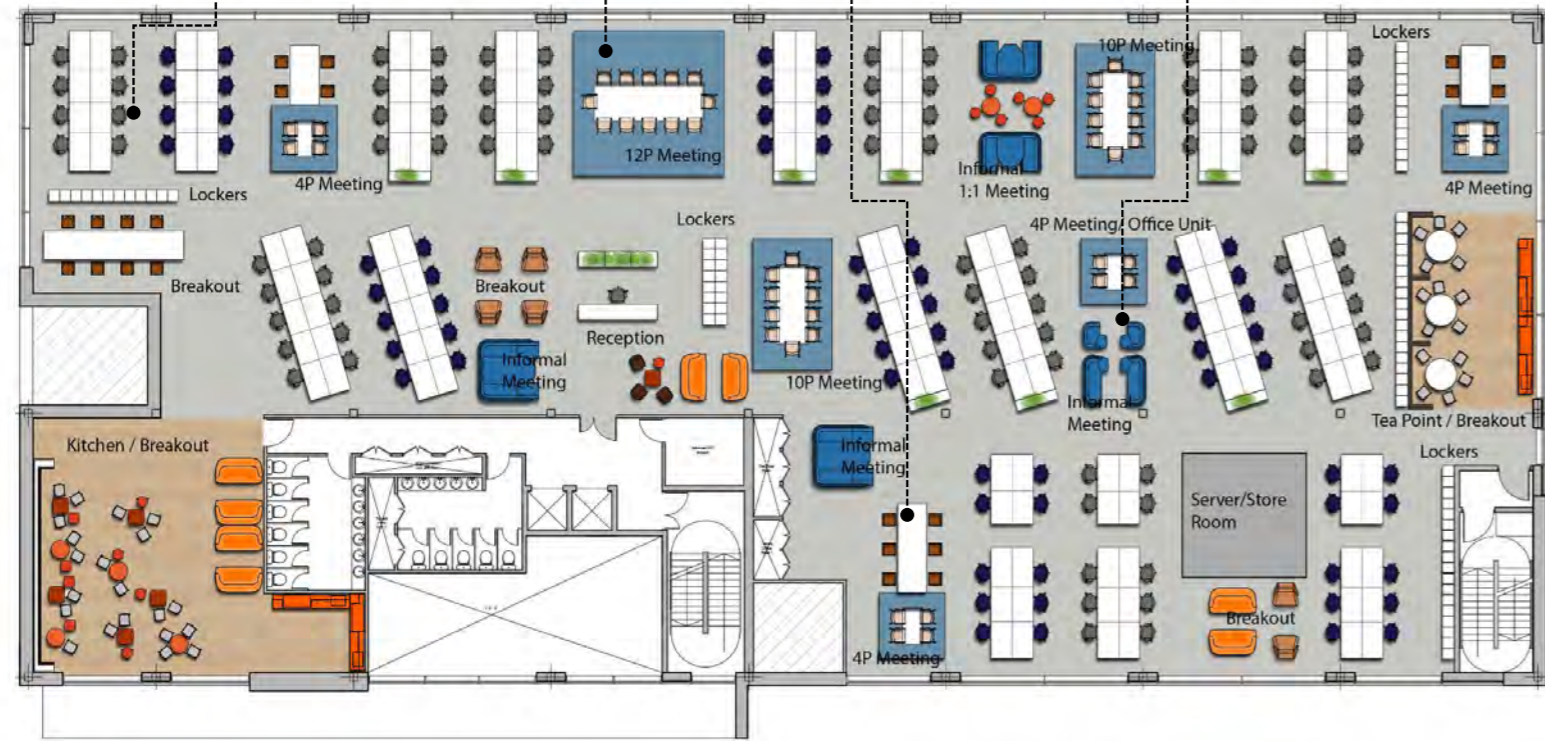 Lockers
10P Meeting
12P Meeting
Informal
1:1 Meeting
4P Meeting
4P Meeting
Lockers
Lockers
4P Meeting/ Office Unit
Breakout
Breakout
Reception
Informal
Meeting
10P Meeting
Informal
Meeting
Tea Point / Breakout
Kitchen / Breakout
Informal
Meeting
Lockers
Server/Store
Room
Breakout
4P Meeting